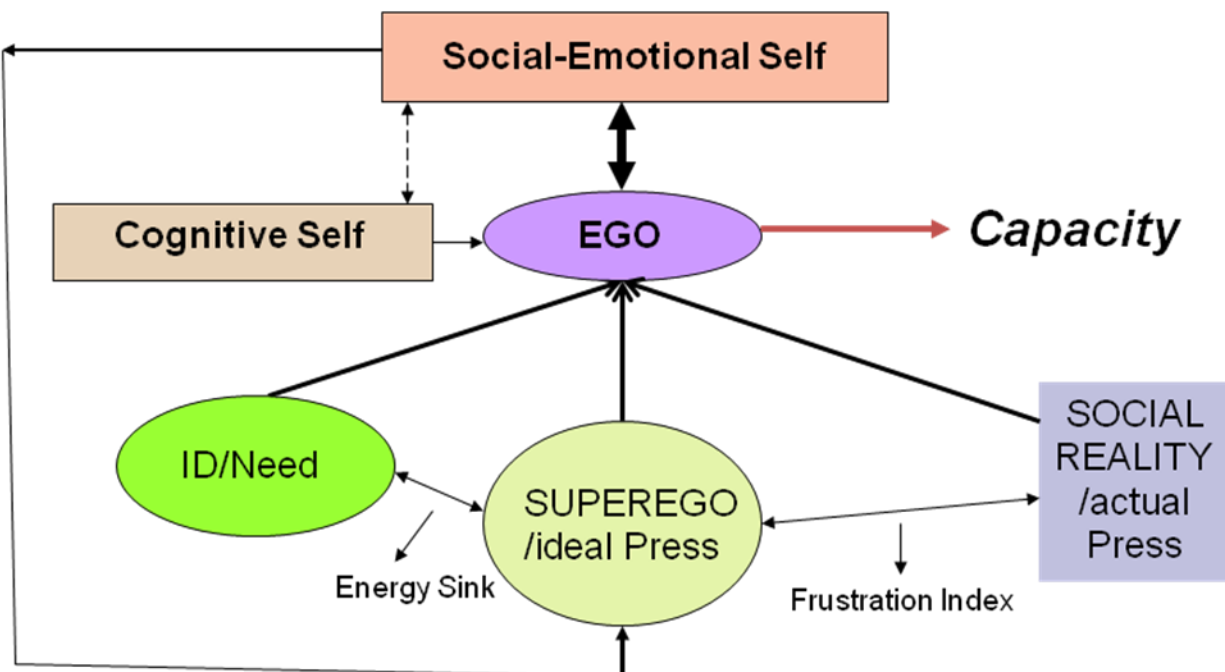 Social-Emotional Self
Cognitive Self
EGO
Capacity
ID/Need
SUPEREGO
/ideal Press
SOCIAL
REALITY
/actual
Press
Energy Sink
Frustration Index